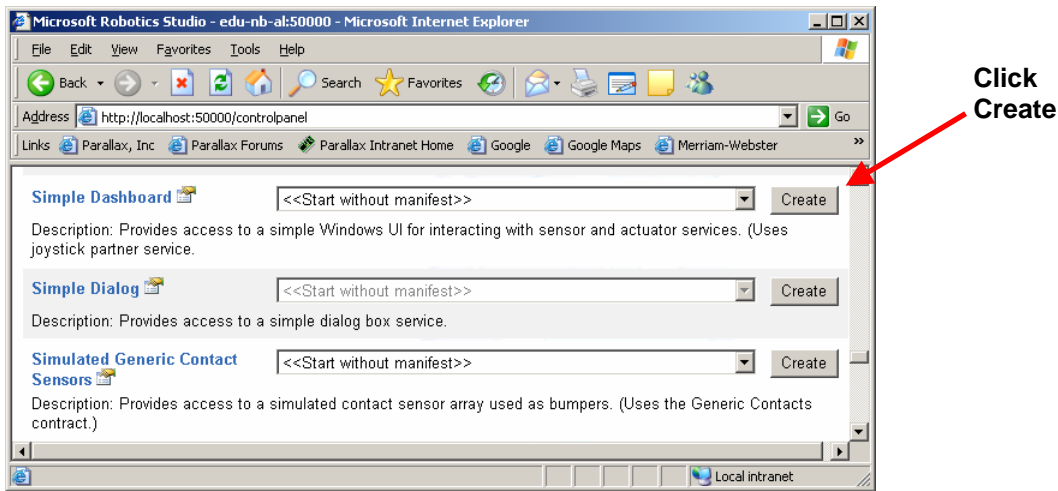 Microsoft Robotics Studio - edu-nb-al:50000 - Microsoft Internet Explorer
File Edit View Favorites Tools Help
Back Search Favorites
Address http://localhost:50000/controlpanel Go
Links Parallax, Inc Parallax Forums Parallax Intranet Home Google Google Maps Merriam-Webster »
Click
Create
Simple Dashboard <<Start without manifest>> Create
Description: Provides access to a simple Windows UI for interacting with sensor and actuator services. (Uses
joystick partner service.
Simple Dialog <<Start without manifest>> Create
Description: Provides access to a simple dialog box service.
Simulated Generic Contact
Sensors <<Start without manifest>> Create
Description: Provides access to a simulated contact sensor array used as bumpers. (Uses the Generic Contacts
contract.)
Local intranet